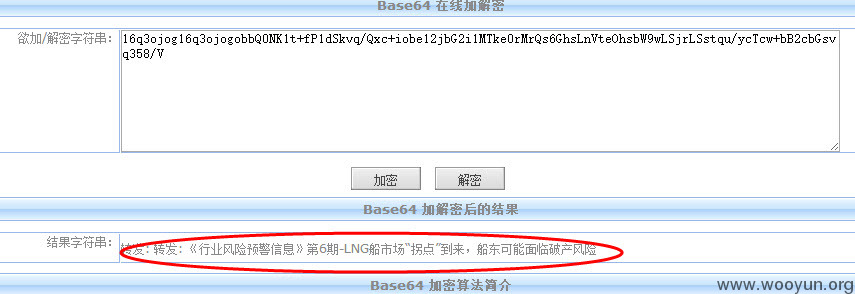 Base64 在线加解密
欲加/解密字符串:
16q3ojog16q3ojogobbQ0NK1t+fP1dSkvq/Qxc+iobe12jbG2i1MTkeOrMrQs6GhsLnVteOhsbW9wLSjrLSstqu/ycTcw+bB2cbGsv
q358/V
加密
解密
Base64 加解密后的结果
结果字符串:
转发: 转发: 《行业风险预警信息》第6期-LNG船市场“拐点”到来，船东可能面临破产风险
Base64 加密算法简介
www.wooyun.org